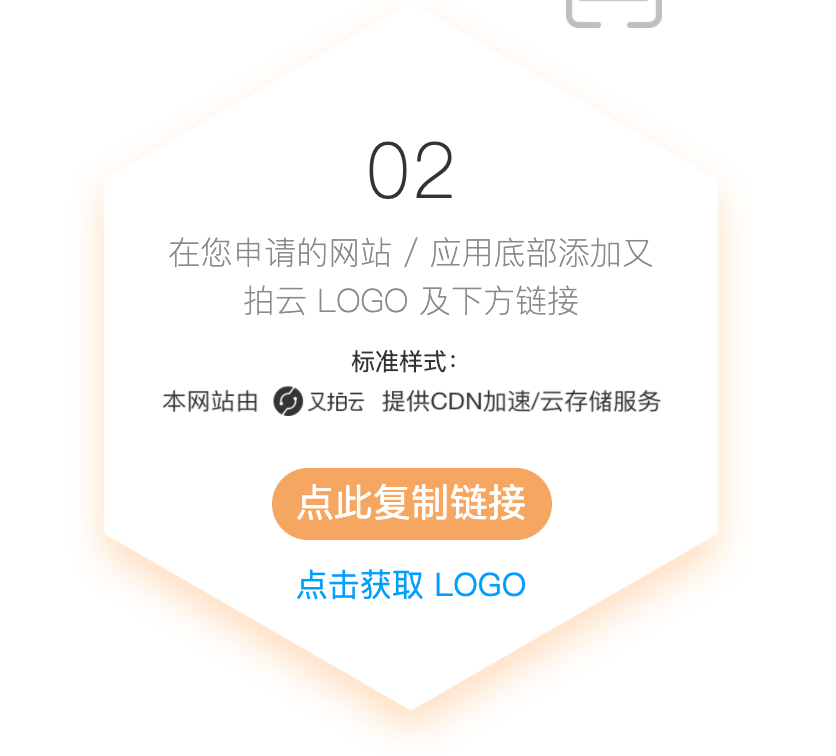 02
在您申请的网站 / 应用底部添加又
拍云 LOGO 及下方链接
标准样式：
本网站由 又拍云 提供CDN加速/云存储服务
点此复制链接
点击获取 LOGO